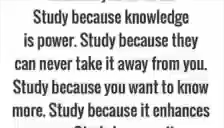 Study because knowledge
is power. Study because they
can never take it away from you.
Study because you want to know
more, Study because it enhances